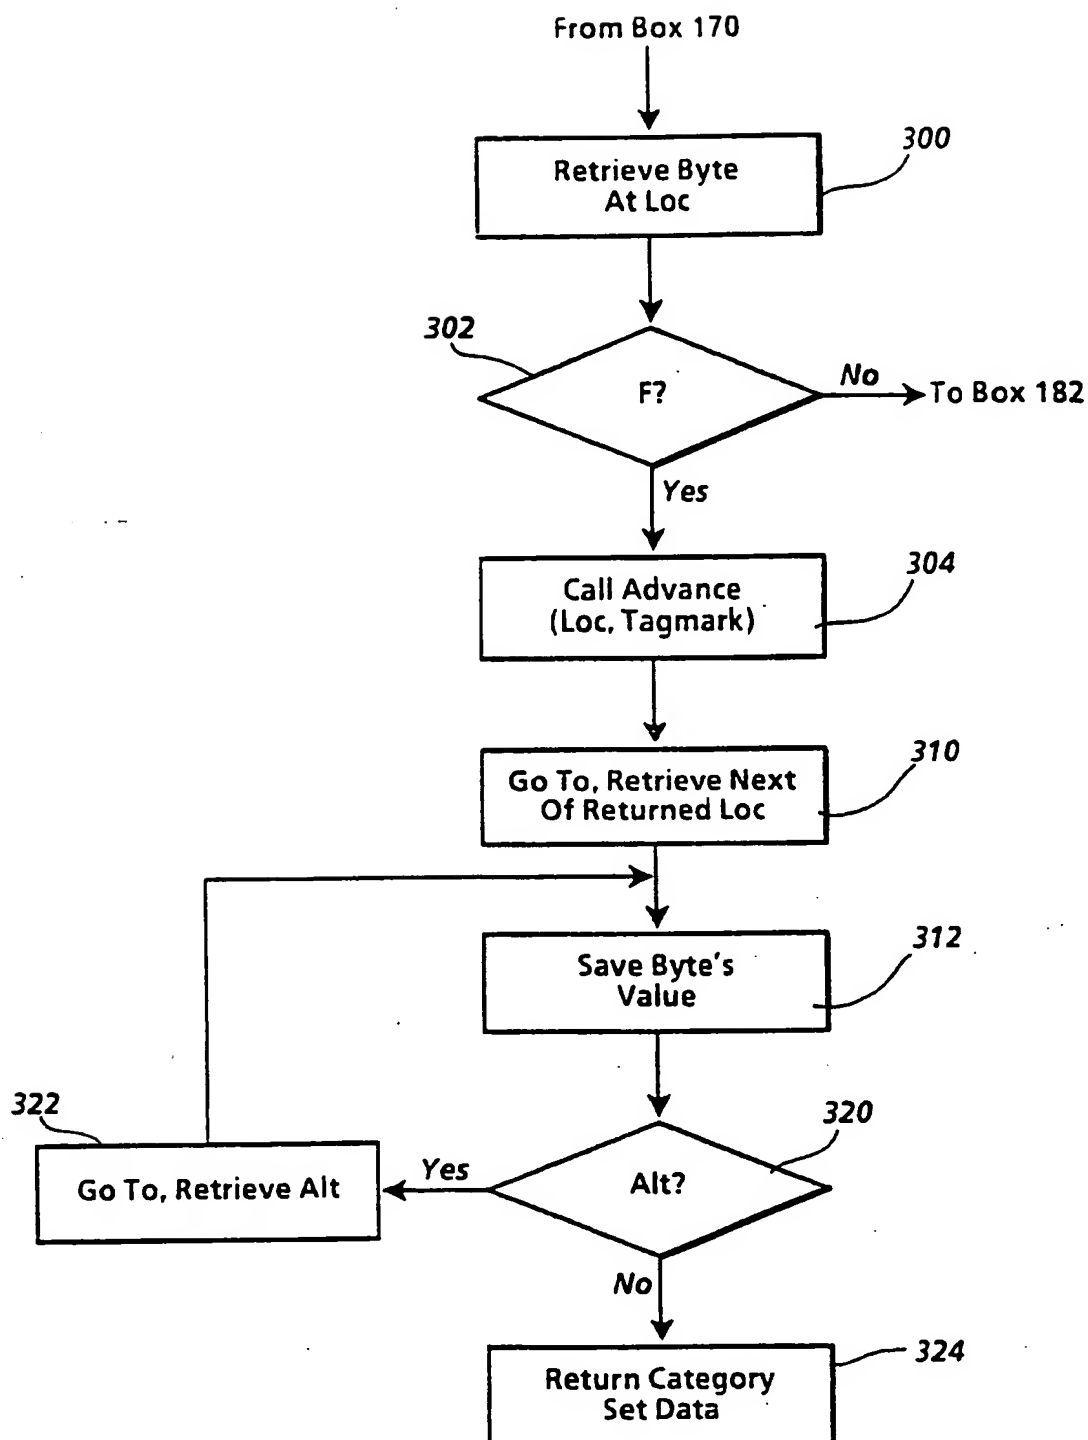 From Box 170
300
Retrieve Byte
At Loc
302
F?
No
To Box 182
Yes
304
Call Advance
(Loc, Tagmark)
310
Go To, Retrieve Next
Of Returned Loc
312
Save Byte's
Value
322
320
Go To, Retrieve Alt
Yes
Alt?
No
324
Return Category
Set Data